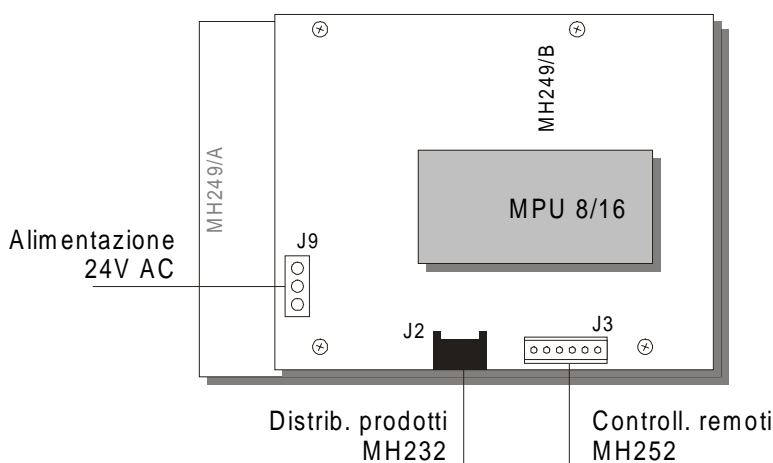 MH249/B
MH249/A
MPU 8/16
Alimentazione
24V AC
J9
J2
J3
Distrib. prodotti
MH232
Controll. remoti
MH252